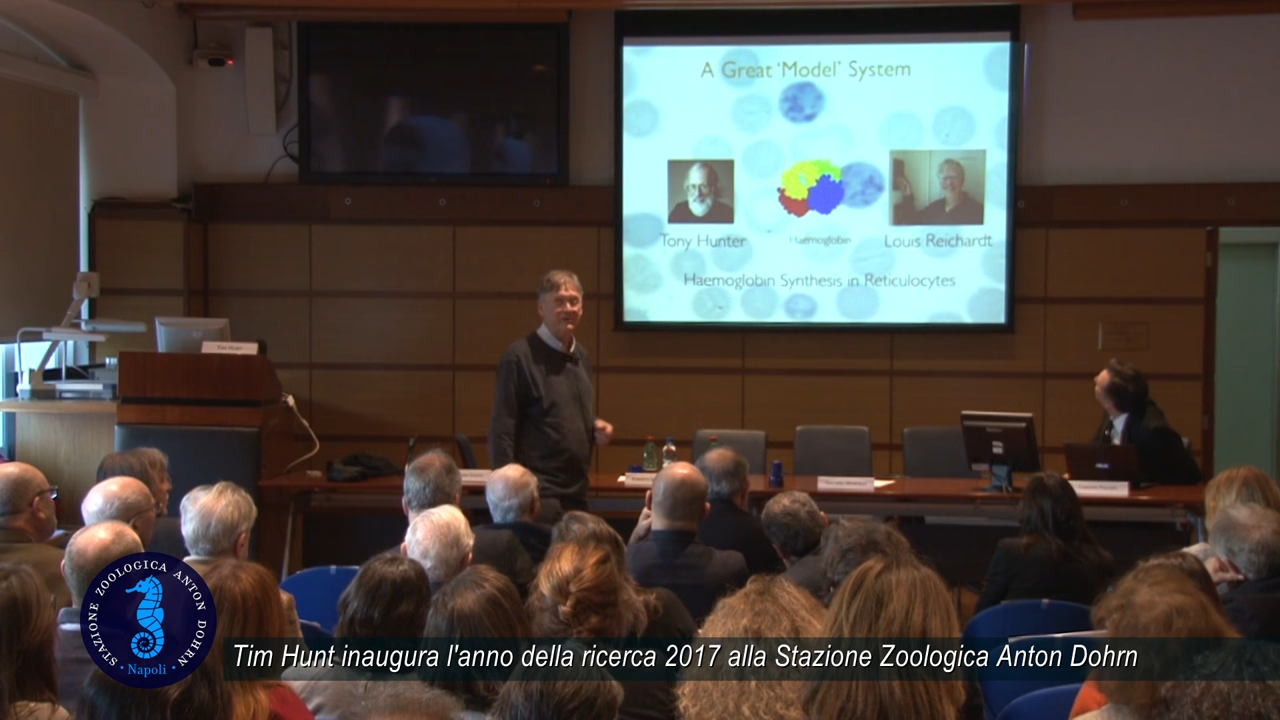 A Great 'Model' System
Tony Hunter
Haemoglobin
Louis Reichardt
Haemoglobin Synthesis in Reticulocytes
STAZIONE ZOOLOGICA ANTON DOHRN
Napoli
Tim Hunt inaugura l'anno della ricerca 2017 alla Stazione Zoologica Anton Dohrn